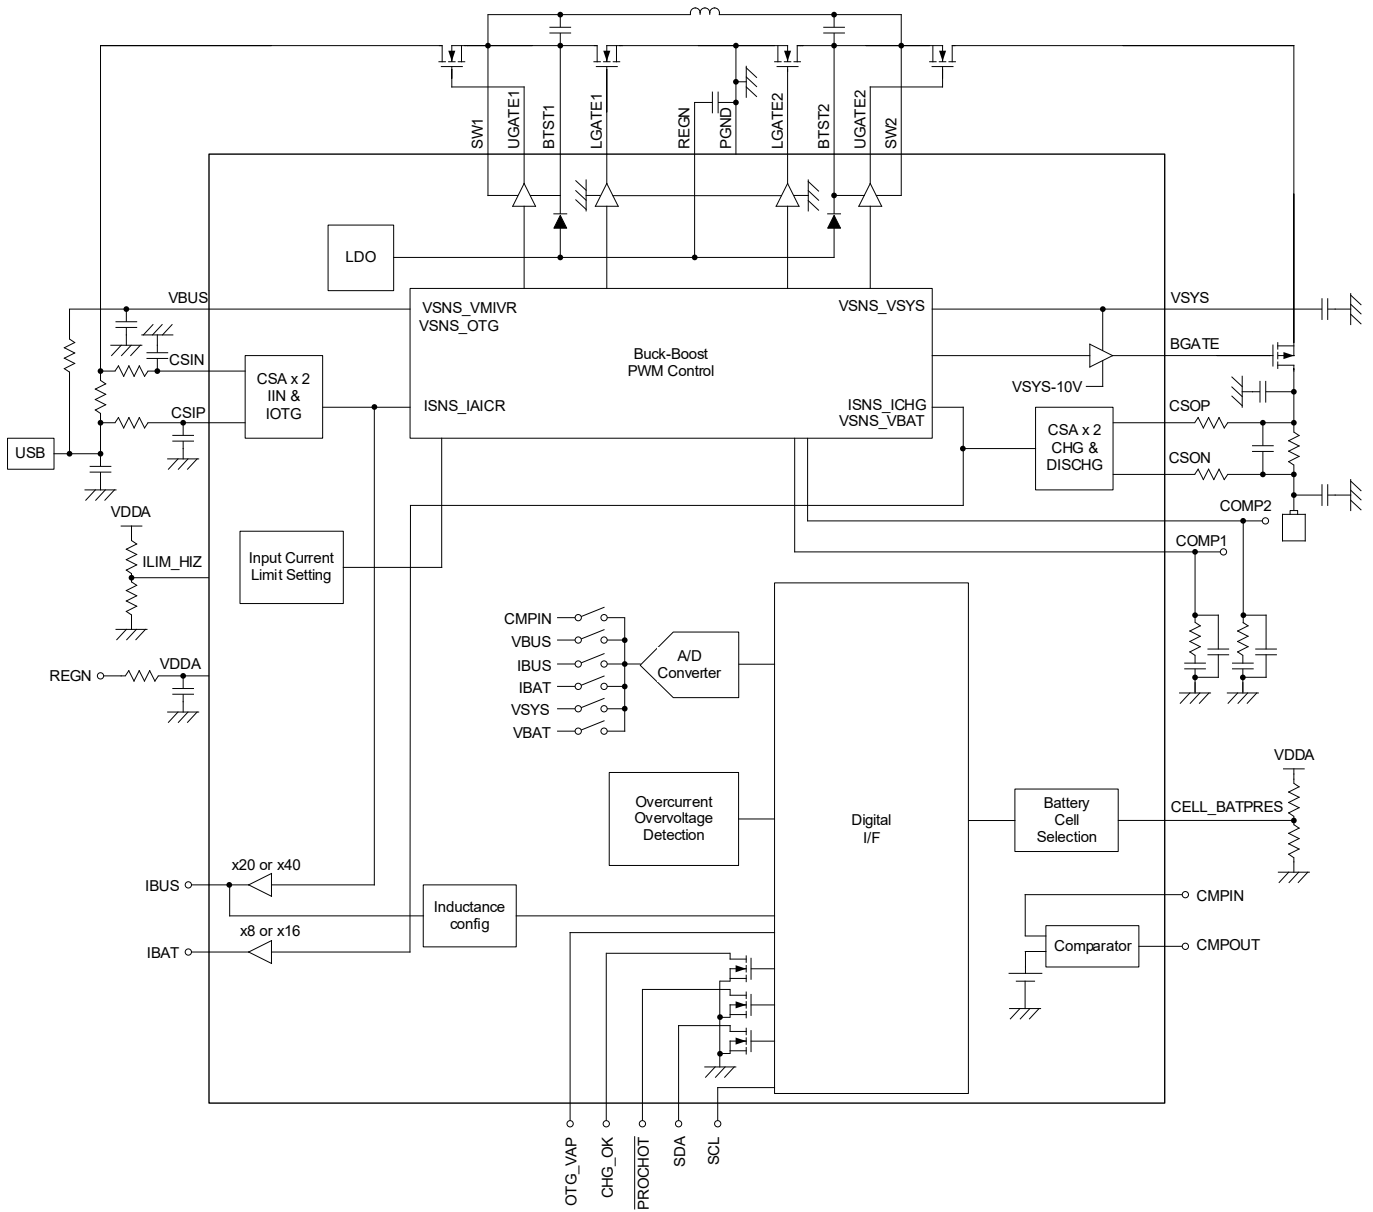 SW1
UGATE1
BTST1
LGATE1
REGN
PGND
LGATE2
BTST2
UGATE2
SW2
LDO
VBUS
VSNS_VMIVR
VSNS_OTG
VSNS_VSYS
VSYS
Buck-Boost
PWM Control
BGATE
VSYS-10V
CSIN
CSA x 2
IIN &
IOTG
ISNS_IAICR
ISNS_ICHG
VSNS_VBAT
CSIP
CSOP
CSA x 2
CHG &
DISCHG
CSON
USB
VDDA
COMP2
COMP1
ILIM_HIZ
Input Current
Limit Setting
CMPIN
VBUS
IBUS
IBAT
VSYS
VBAT
A/D
Converter
REGN
VDDA
VDDA
Overcurrent
Overvoltage
Detection
Digital
I/F
Battery
Cell
Selection
CELL_BATPRES
x20 or x40
IBUS
Inductance
config
CMPIN
x8 or x16
IBAT
Comparator
CMPOUT
OTG_VAP
CHG_OK
PROCHOT
SDA
SCL